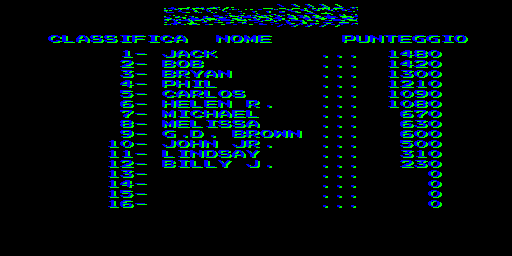 CLASSIFICA NOME PUNTEGGIO
1- JACK ... 1480
2- BOB ... 1420
3- BRYAN ... 1300
4- PHIL ... 1210
5- CARLOS ... 1090
6- HELEN R. ... 1080
7- MICHAEL ... 670
8- MELISSA ... 630
9- G.D. BROWN ... 600
10- JOHN JR. ... 500
11- LINDSAY ... 310
12- BILLY J. ... 230
13- ... 0
14- ... 0
15- ... 0
16- ... 0